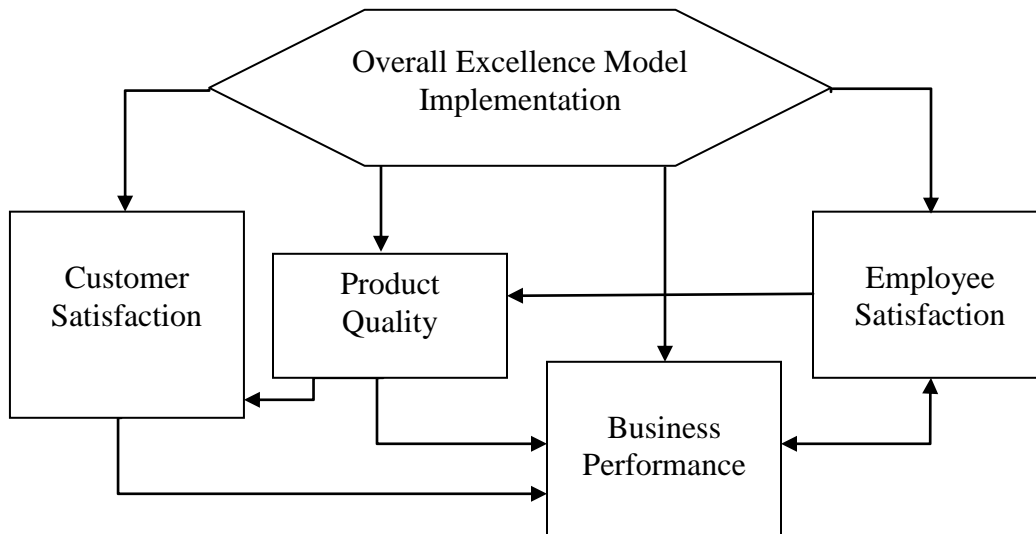 Overall Excellence Model
Implementation
Customer
Satisfaction
Product
Quality
Employee
Satisfaction
Business
Performance